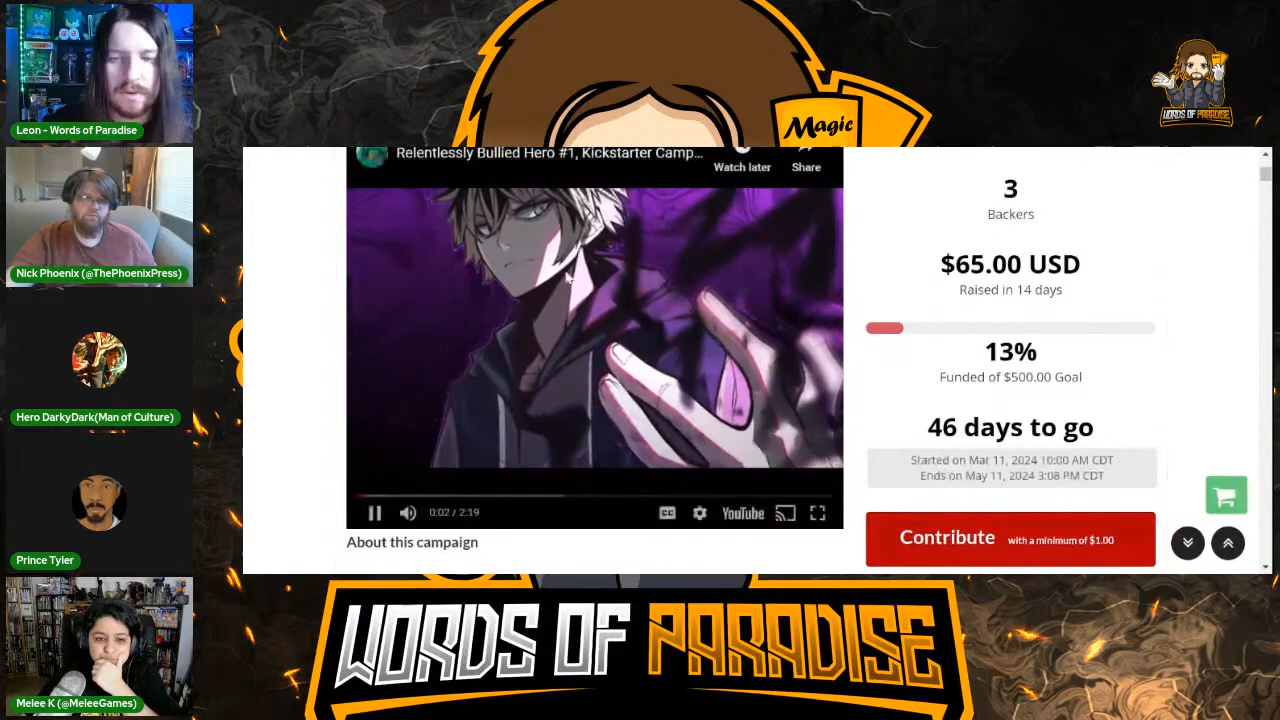 Leon - Words of Paradise
Nick Phoenix (@ThePhoenixPress)
Hero DarkyDark(Man of Culture)
Prince Tyler
Melee K (@MeleeGames)
Magic
WORDS OF PARADISE
Relentlessly Bullied Hero #1, Kickstarter Camp...
Watch later
Share
0:02 / 2:19
CC
YouTube
About this campaign
3
Backers
$65.00 USD
Raised in 14 days
13%
Funded of $500.00 Goal
46 days to go
Started on Mar 11, 2024 10:00 AM CDT
Ends on May 11, 2024 3:08 PM CDT
Contribute with a minimum of $1.00
WORDS OF PARADISE